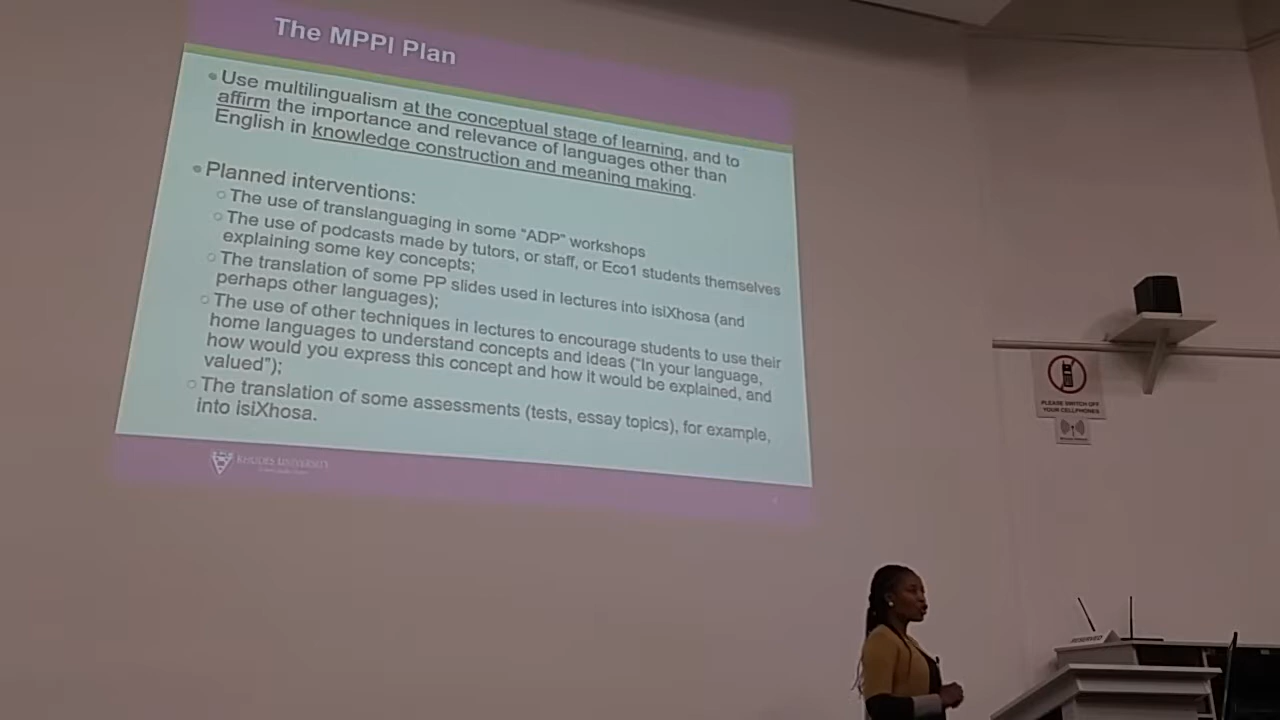 The MPPI Plan
Use multilingualism at the conceptual stage of learning, and to
affirm the importance and relevance of languages other than
English in knowledge construction and meaning making.
Planned interventions:
The use of translanguaging in some "ADP" workshops
The use of podcasts made by tutors, or staff, or Eco1 students themselves
explaining some key concepts;
The translation of some PP slides used in lectures into isiXhosa (and
perhaps other languages);
The use of other techniques in lectures to encourage students to use their
home languages to understand concepts and ideas ("In your language,
how would you express this concept and how it would be explained, and
valued");
The translation of some assessments (tests, essay topics), for example,
into isiXhosa.
RHODES UNIVERSITY
PLEASE SWITCH OFF
YOUR CELLPHONES
RESERVED